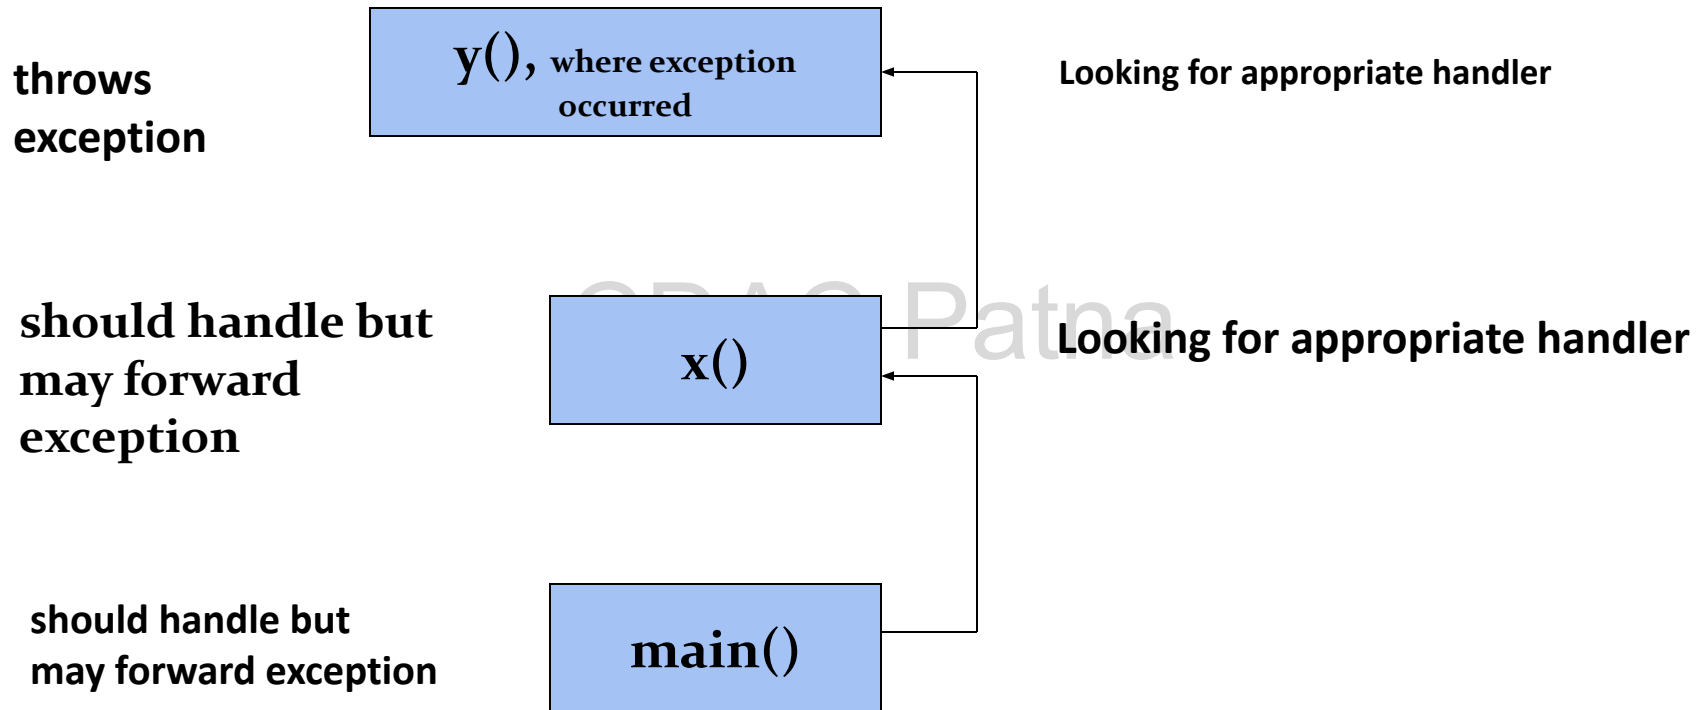 throws
exception
y(), where exception
occurred
Looking for appropriate handler
should handle but
may forward
exception
x()
Patna
Looking for appropriate handler
should handle but
may forward exception
main()